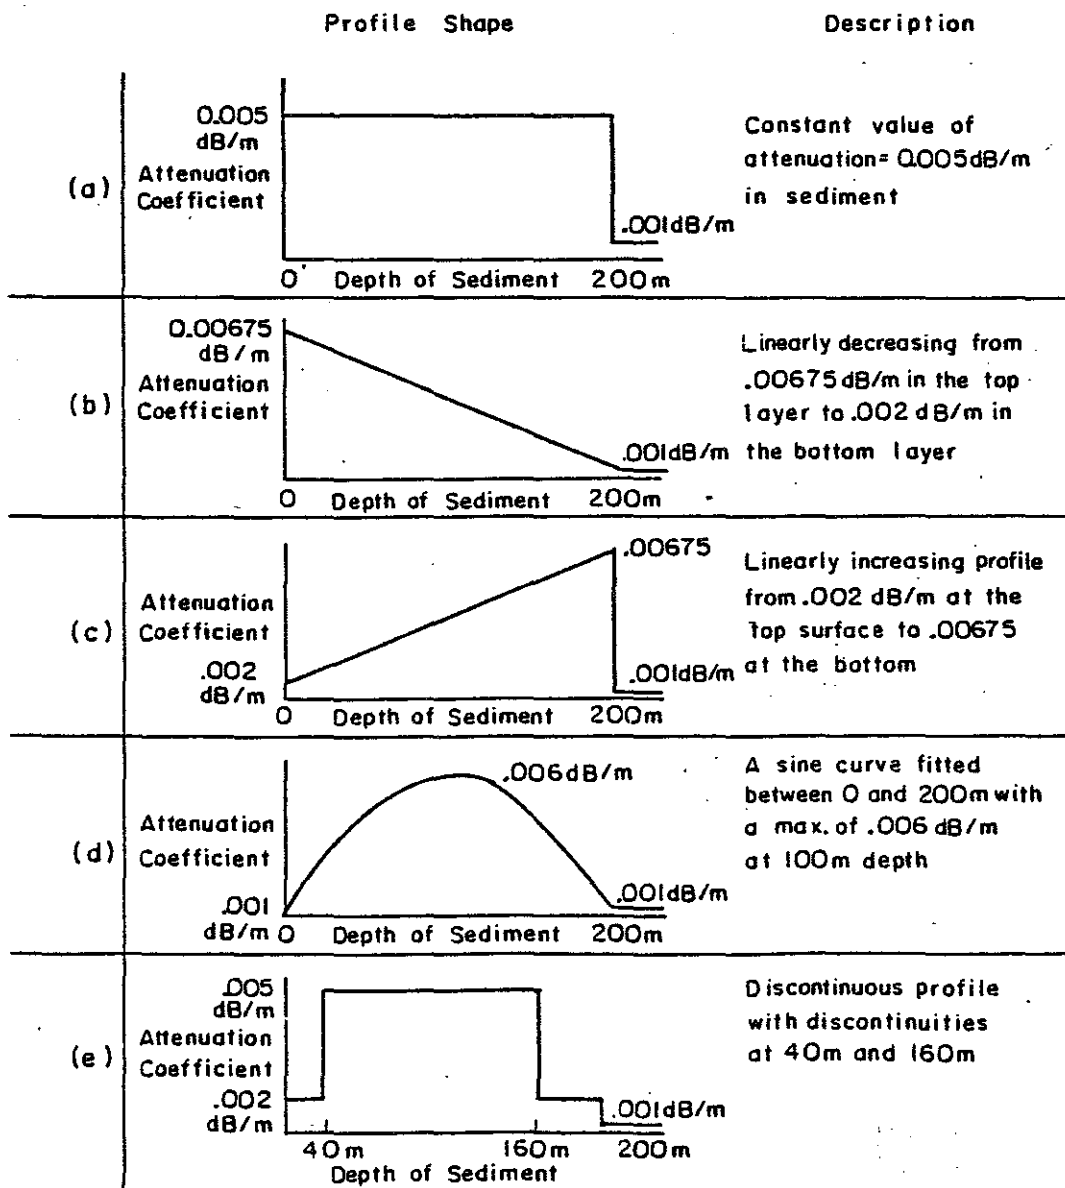 Profile Shape
Description
(a)
0.005
dB/m
Attenuation
Coefficient
.001dB/m
0
Depth of Sediment
200m
Constant value of
attenuation= 0.005dB/m
in sediment
(b)
0.00675
dB/m
Attenuation
Coefficient
.001dB/m
0
Depth of Sediment
200m
Linearly decreasing from
.00675dB/m in the top
layer to .002 dB/m in
the bottom layer
(c)
Attenuation
Coefficient
.002
dB/m
.00675
.001dB/m
0
Depth of Sediment
200m
Linearly increasing profile
from .002 dB/m at the
top surface to .00675
at the bottom
(d)
Attenuation
Coefficient
.001
dB/m
.006dB/m
.001dB/m
0
Depth of Sediment
200m
A sine curve fitted
between 0 and 200m with
a max. of .006 dB/m
at 100m depth
(e)
.005
dB/m
Attenuation
Coefficient
.002
dB/m
.001dB/m
40m
160m
200m
Depth of Sediment
Discontinuous profile
with discontinuities
at 40m and 160m